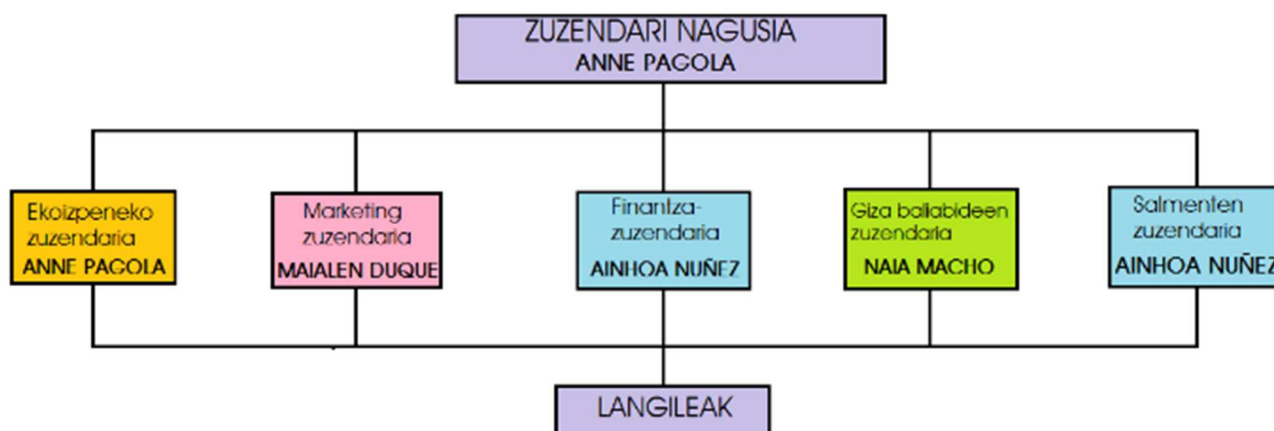 ZUZENDARI NAGUSIA
ANNE PAGOLA
Ekoizpeneko
zuzendaria
ANNE PAGOLA
Marketing
zuzendaria
MAIALEN DUQUE
Finantza-
zuzendaria
AINHOA NUÑEZ
Giza baliabideen
zuzendaria
NAIA MACHO
Salmenten
zuzendaria
AINHOA NUÑEZ
LANGILEAK